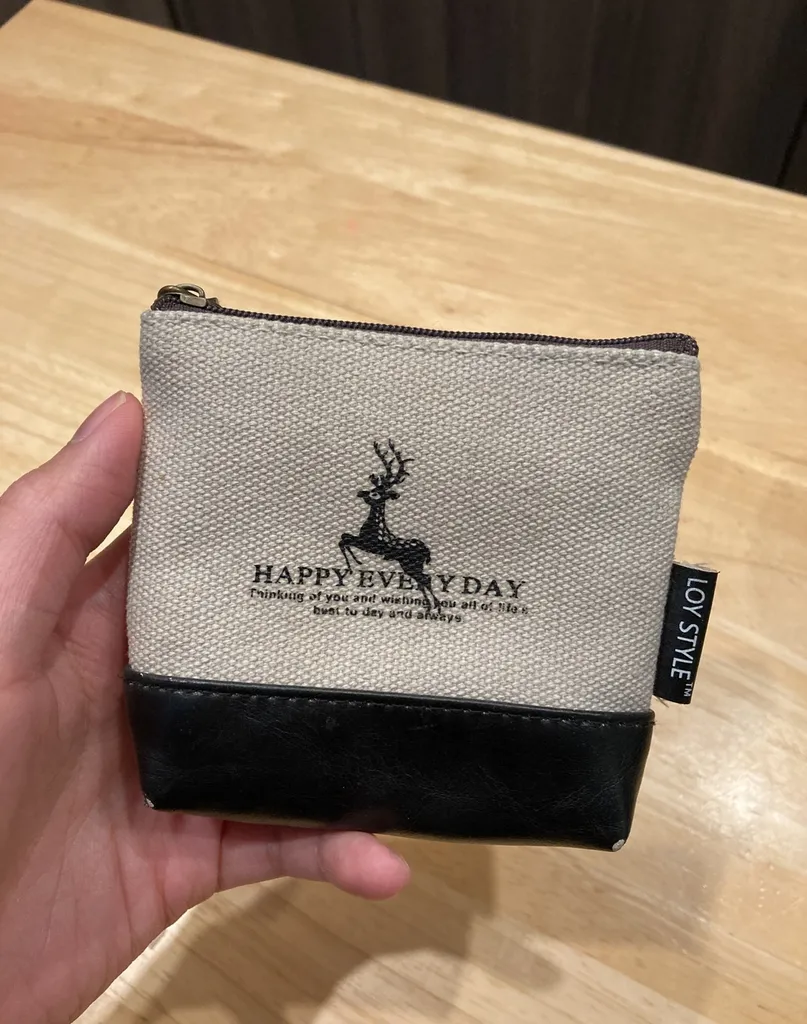 HAPPY EVERYDAY
Thinking of you and wishing you all of life s
best to day and always
LOY STYLE™